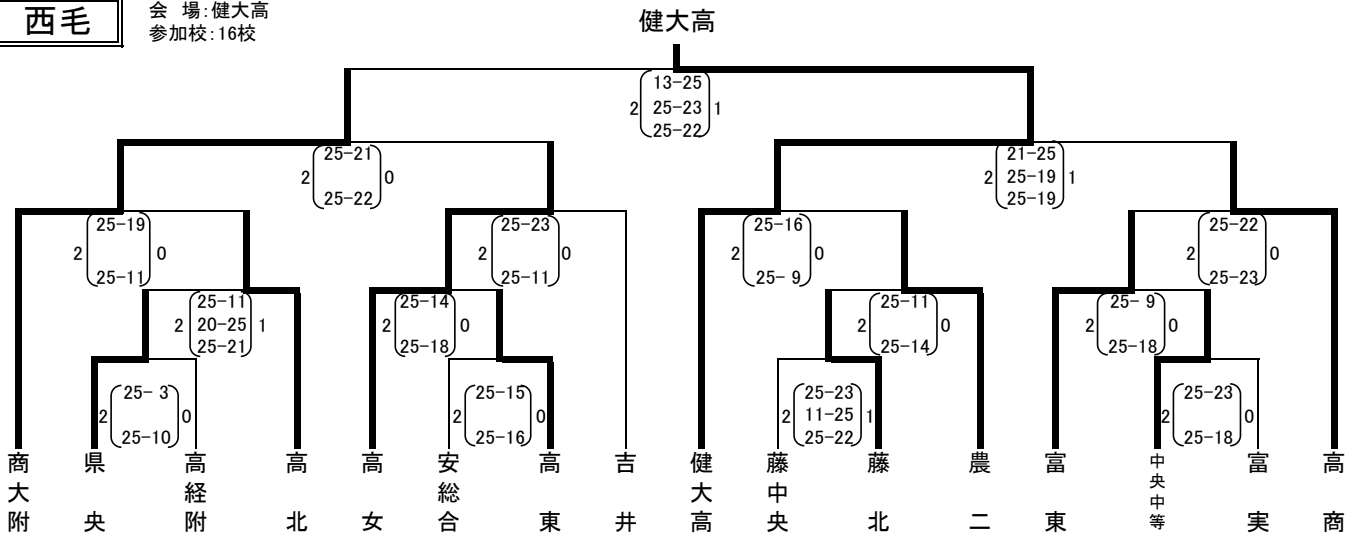 西毛
会 場:健大高
参加校:16校
健大高
13-25
2 25-23 1
25-22
25-21
2 0
25-22
21-25
2 25-19 1
25-19
25-19
2 0
25-11
25-23
2 0
25-11
25-16
2 0
25- 9
25-22
2 0
25-23
25-11
2 20-25 1
25-21
25-14
2 0
25-18
25-11
2 0
25-14
25- 9
2 0
25-18
25- 3
2 0
25-10
25-15
2 0
25-16
25-23
2 11-25 1
25-22
25-23
2 0
25-18
商大附
県央
高経附
高北
高女
安総合
高東
吉井
健大高
藤中央
藤北
農二
富東
中央中等
富実
高商